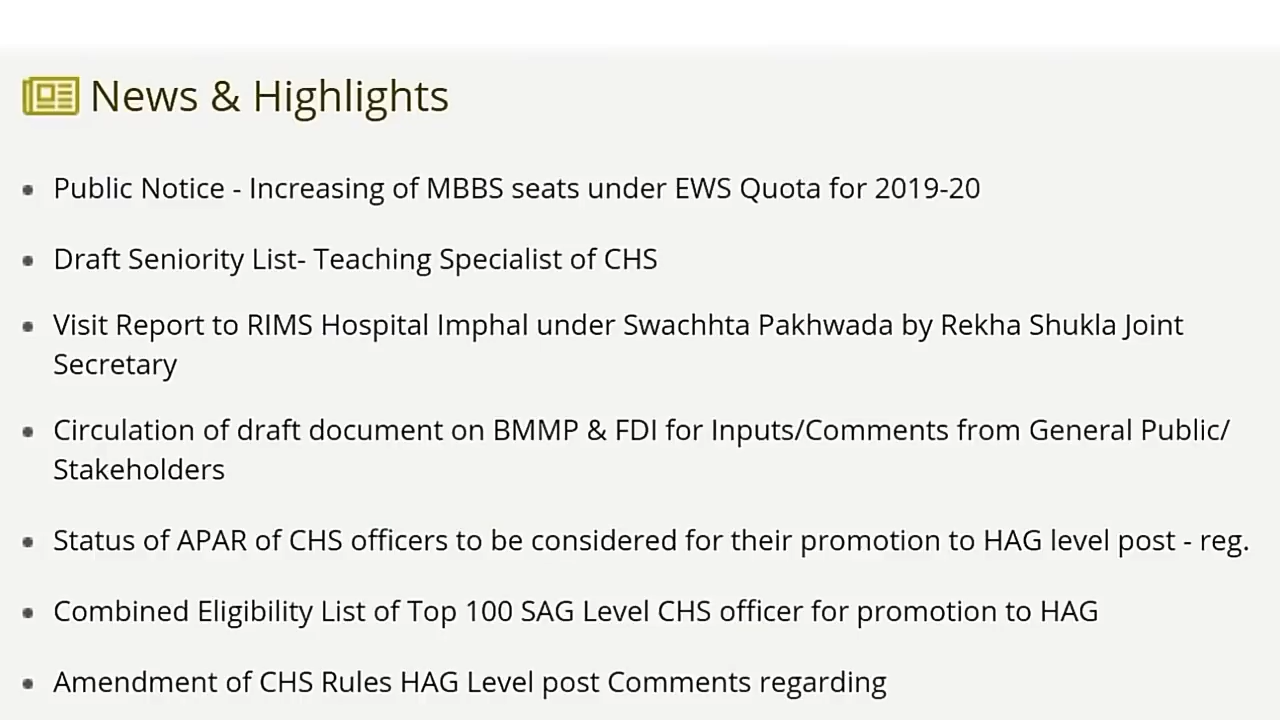 News & Highlights
Public Notice - Increasing of MBBS seats under EWS Quota for 2019-20
Draft Seniority List- Teaching Specialist of CHS
Visit Report to RIMS Hospital Imphal under Swachhta Pakhwada by Rekha Shukla Joint
Secretary
Circulation of draft document on BMMP & FDI for Inputs/Comments from General Public/
Stakeholders
Status of APAR of CHS officers to be considered for their promotion to HAG level post - reg.
Combined Eligibility List of Top 100 SAG Level CHS officer for promotion to HAG
Amendment of CHS Rules HAG Level post Comments regarding